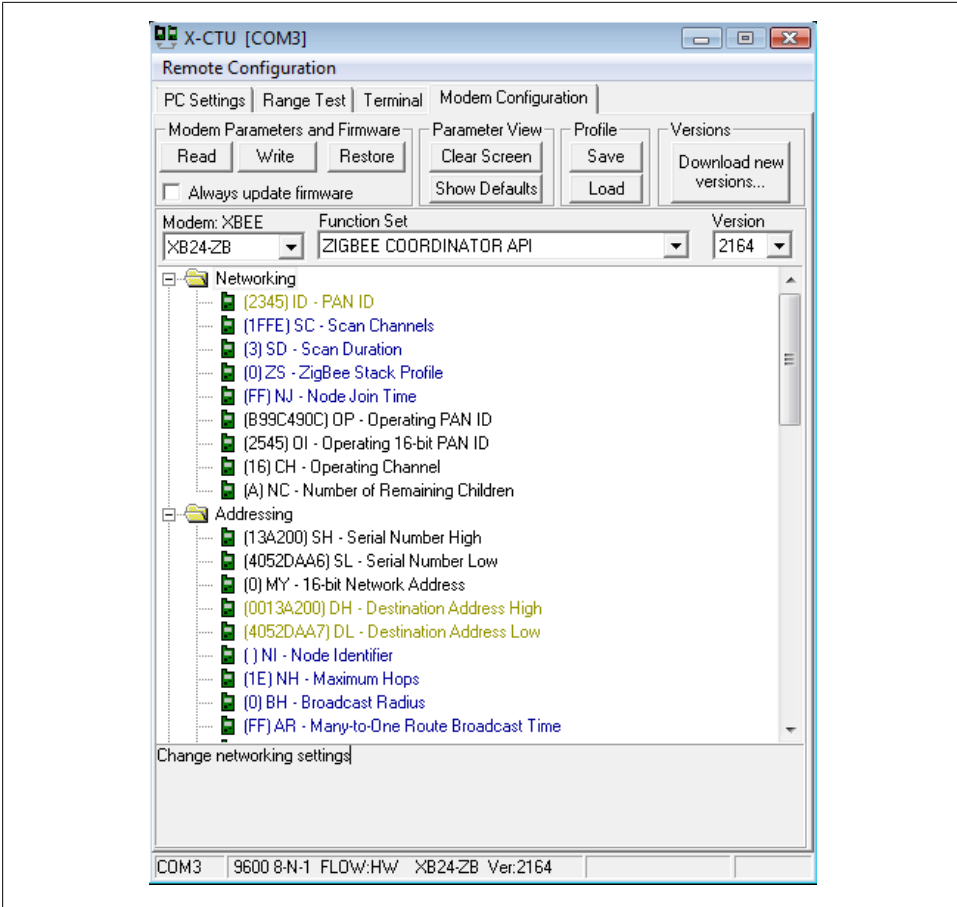 X-CTU [COM3]
Remote Configuration
PC Settings Range Test Terminal Modem Configuration
Modem Parameters and Firmware Parameter View Profile Versions
Read Write Restore Clear Screen Save Download new versions...
Always update firmware Show Defaults Load
Modem: XBEE Function Set Version
XB24-ZB ZIGBEE COORDINATOR API 2164
Networking
(2345) ID - PAN ID
(1FFE) SC - Scan Channels
(3) SD - Scan Duration
(0) ZS - ZigBee Stack Profile
(FF) NJ - Node Join Time
(B99C490C) OP - Operating PAN ID
(2545) OI - Operating 16-bit PAN ID
(16) CH - Operating Channel
(A) NC - Number of Remaining Children
Addressing
(13A200) SH - Serial Number High
(4052DAA6) SL - Serial Number Low
(0) MY - 16-bit Network Address
(0013A200) DH - Destination Address High
(4052DAA7) DL - Destination Address Low
( ) NI - Node Identifier
(1E) NH - Maximum Hops
(0) BH - Broadcast Radius
(FF) AR - Many-to-One Route Broadcast Time
Change networking settings
COM3 9600 8-N-1 FLOW:HW XB24-ZB Ver:2164